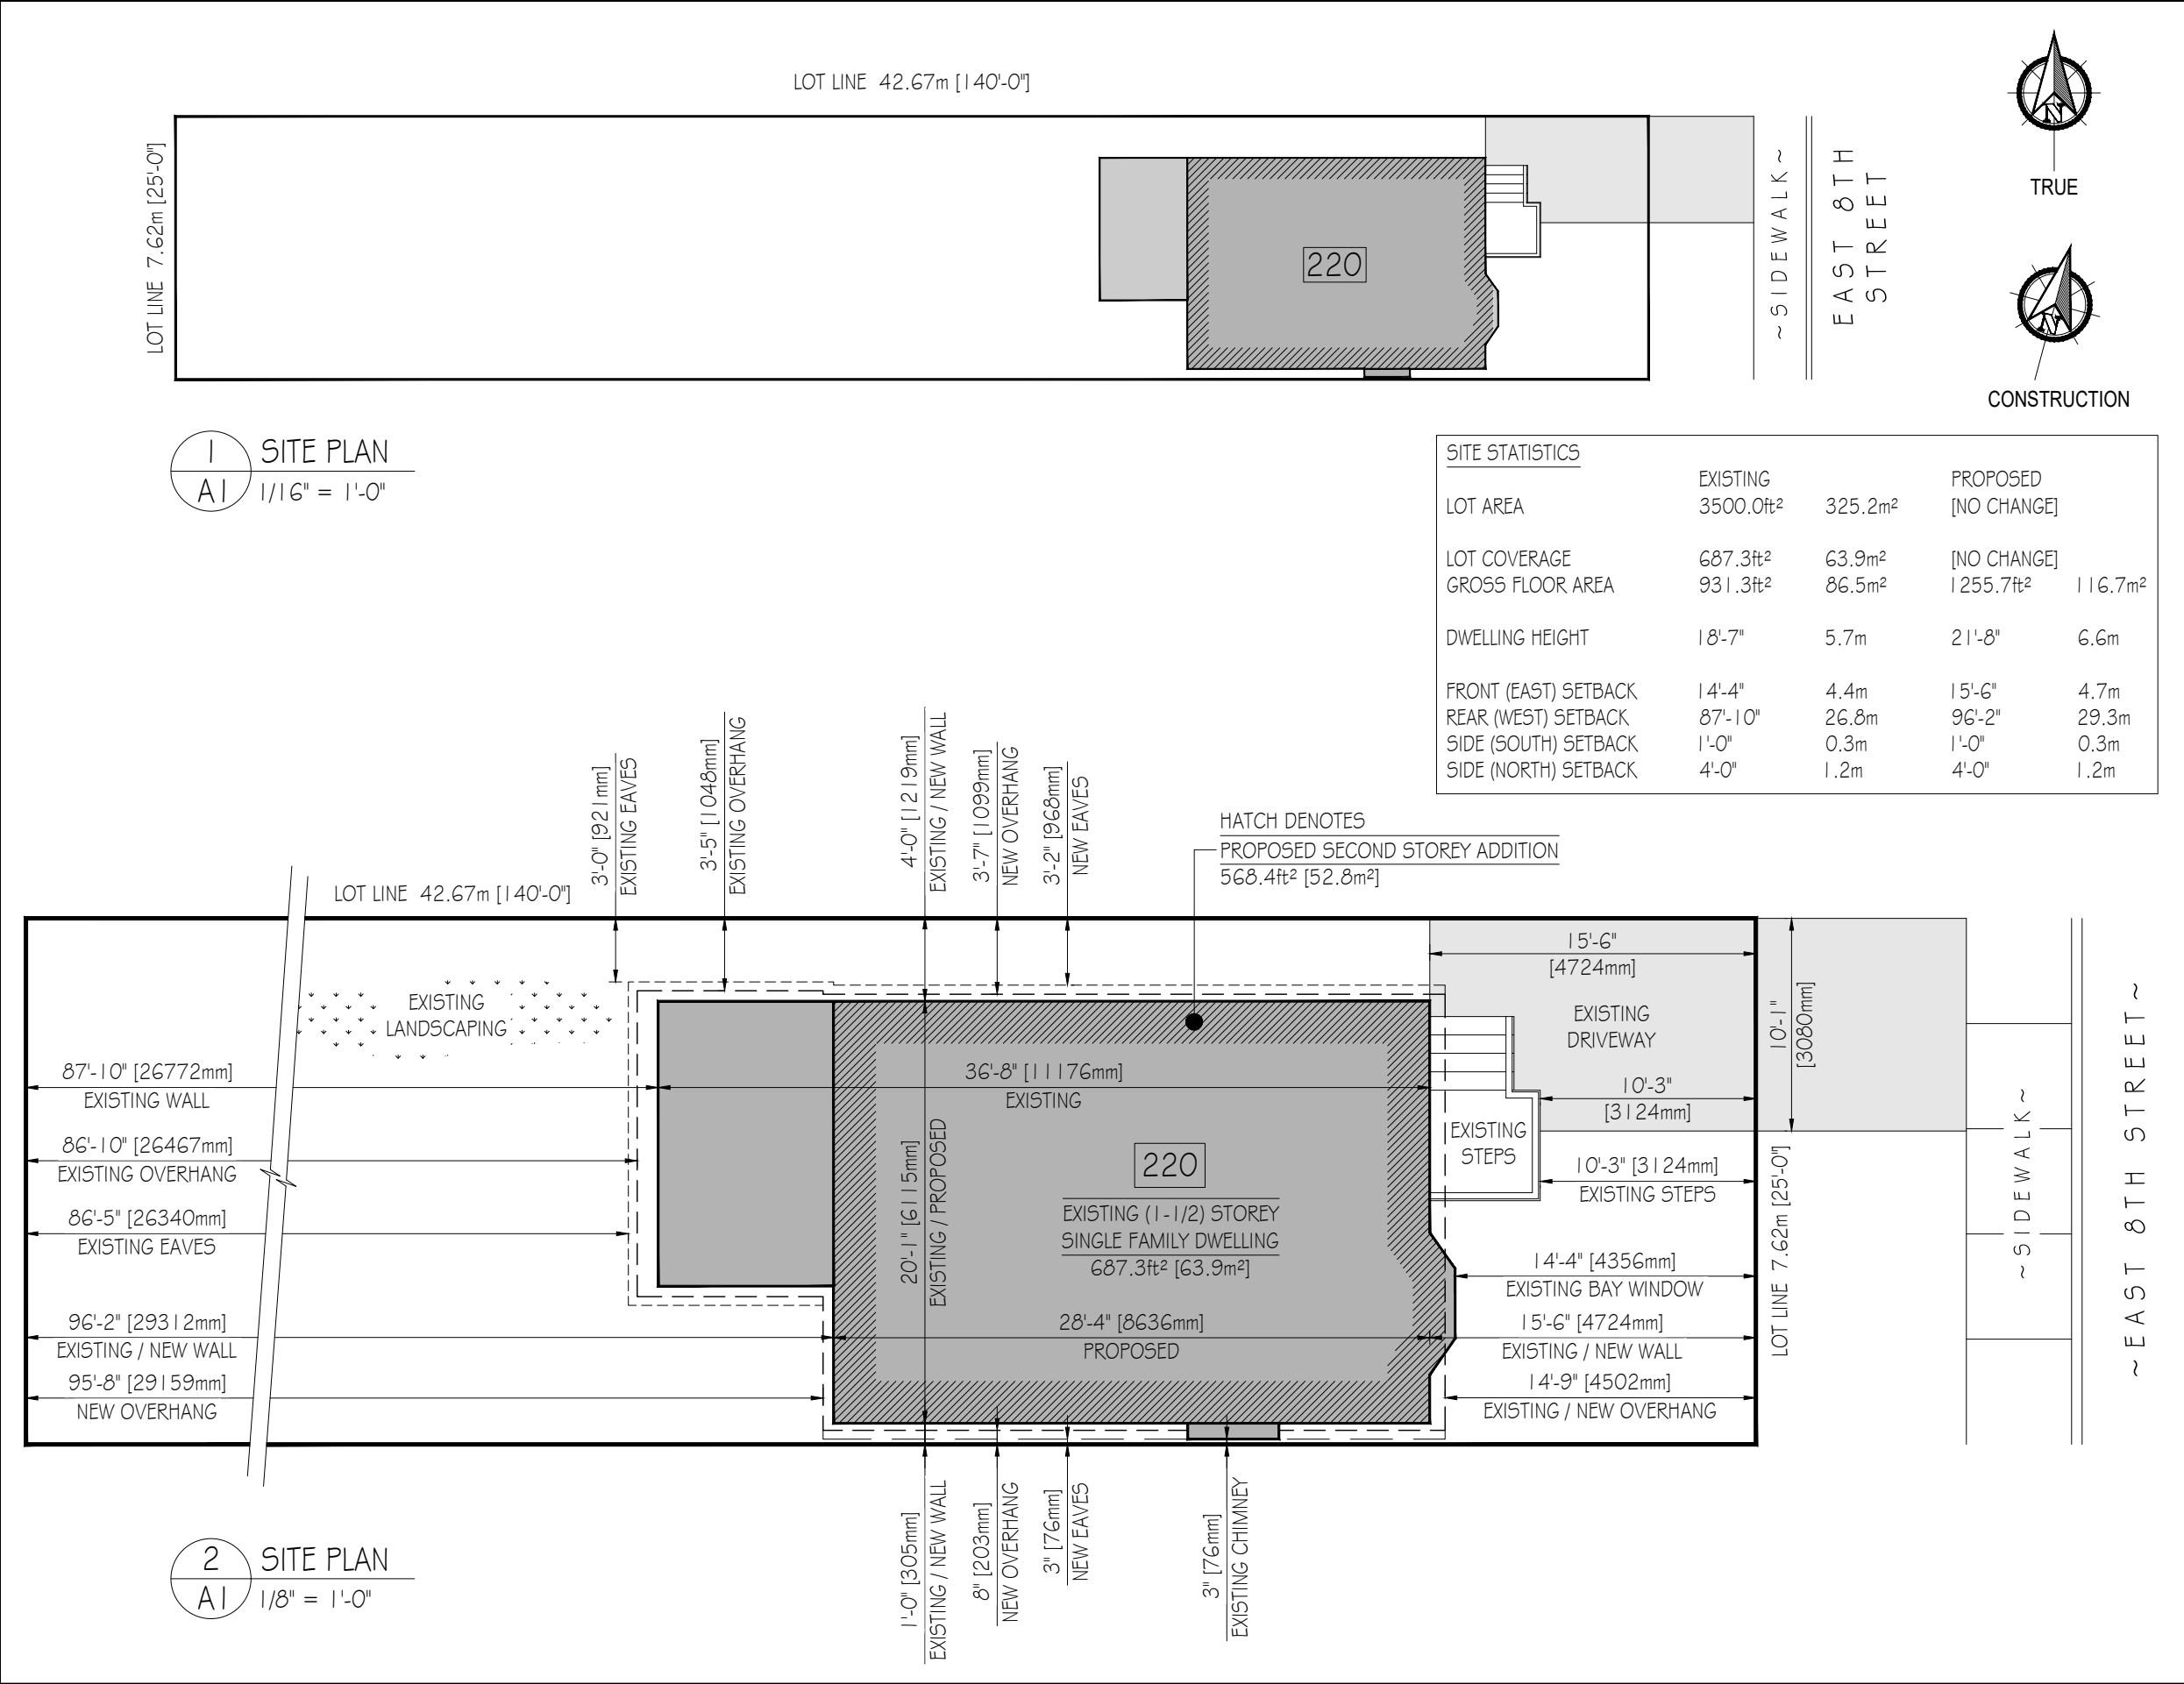 LOT LINE 42.67m [140'-0"]
LOT LINE 7.62m [25'-0"]
220
~SIDEWALK~
EAST 8TH
STREET
N
TRUE
N
CONSTRUCTION
1
A1
SITE PLAN
1/16" = 1'-0"
SITE STATISTICS
EXISTING PROPOSED
LOT AREA 3500.0ft² 325.2m² [NO CHANGE]
LOT COVERAGE 687.3ft² 63.9m² [NO CHANGE]
GROSS FLOOR AREA 931.3ft² 86.5m² 1255.7ft² 116.7m²
DWELLING HEIGHT 18'-7" 5.7m 21'-8" 6.6m
FRONT (EAST) SETBACK 14'-4" 4.4m 15'-6" 4.7m
REAR (WEST) SETBACK 87'-10" 26.8m 96'-2" 29.3m
SIDE (SOUTH) SETBACK 1'-0" 0.3m 1'-0" 0.3m
SIDE (NORTH) SETBACK 4'-0" 1.2m 4'-0" 1.2m
3'-0" [921mm]
EXISTING EAVES
3'-5" [1048mm]
EXISTING OVERHANG
4'-0" [1219mm]
EXISTING / NEW WALL
3'-7" [1099mm]
NEW OVERHANG
3'-2" [968mm]
NEW EAVES
HATCH DENOTES
PROPOSED SECOND STOREY ADDITION
568.4ft² [52.8m²]
LOT LINE 42.67m [140'-0"]
EXISTING
LANDSCAPING
87'-10" [26772mm]
EXISTING WALL
86'-10" [26467mm]
EXISTING OVERHANG
86'-5" [26340mm]
EXISTING EAVES
96'-2" [29312mm]
EXISTING / NEW WALL
95'-8" [29159mm]
NEW OVERHANG
36'-8" [11176mm]
EXISTING
20'-1" [6115mm]
EXISTING / PROPOSED
220
EXISTING (1-1/2) STOREY
SINGLE FAMILY DWELLING
687.3ft² [63.9m²]
28'-4" [8636mm]
PROPOSED
15'-6"
[4724mm]
EXISTING
DRIVEWAY
10'-3"
[3124mm]
EXISTING
STEPS
10'-3" [3124mm]
EXISTING STEPS
14'-4" [4356mm]
EXISTING BAY WINDOW
15'-6" [4724mm]
EXISTING / NEW WALL
14'-9" [4502mm]
EXISTING / NEW OVERHANG
10'-1"
[3080mm]
LOT LINE 7.62m [25'-0"]
~SIDEWALK~
~EAST 8TH STREET~
1'-0" [305mm]
EXISTING / NEW WALL
8" [203mm]
NEW OVERHANG
3" [76mm]
NEW EAVES
3" [76mm]
EXISTING CHIMNEY
2
A1
SITE PLAN
1/8" = 1'-0"